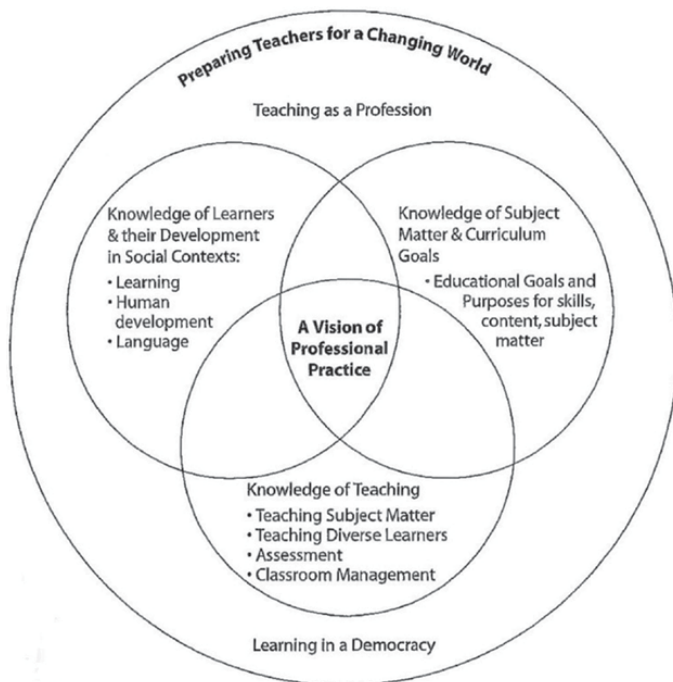 Preparing Teachers for a Changing World
Teaching as a Profession
Knowledge of Learners
& their Development
in Social Contexts:
• Learning
• Human
development
• Language
Knowledge of Subject
Matter & Curriculum
Goals
• Educational Goals and
Purposes for skills,
content, subject
matter
A Vision of
Professional
Practice
Knowledge of Teaching
• Teaching Subject Matter
• Teaching Diverse Learners
• Assessment
• Classroom Management
Learning in a Democracy